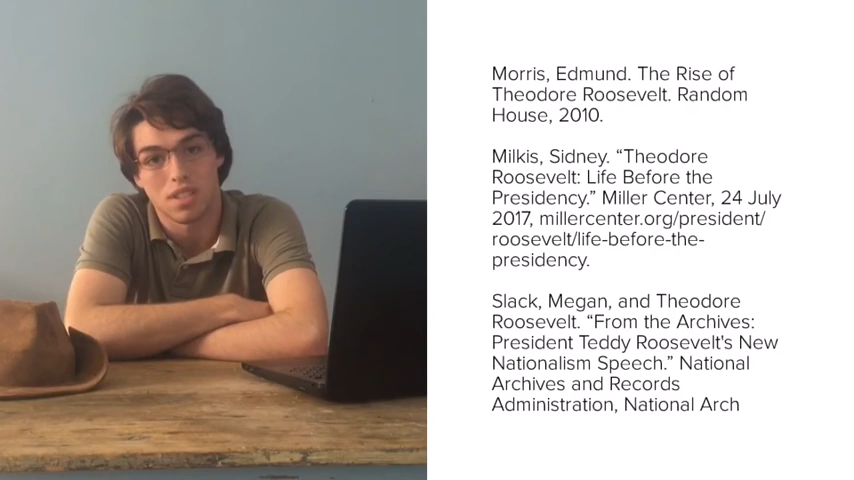 Morris, Edmund. The Rise of
Theodore Roosevelt. Random
House, 2010.
Milkis, Sidney. “Theodore
Roosevelt: Life Before the
Presidency.” Miller Center, 24 July
2017, millercenter.org/president/
roosevelt/life-before-the-
presidency.
Slack, Megan, and Theodore
Roosevelt. “From the Archives:
President Teddy Roosevelt's New
Nationalism Speech.” National
Archives and Records
Administration, National Arch